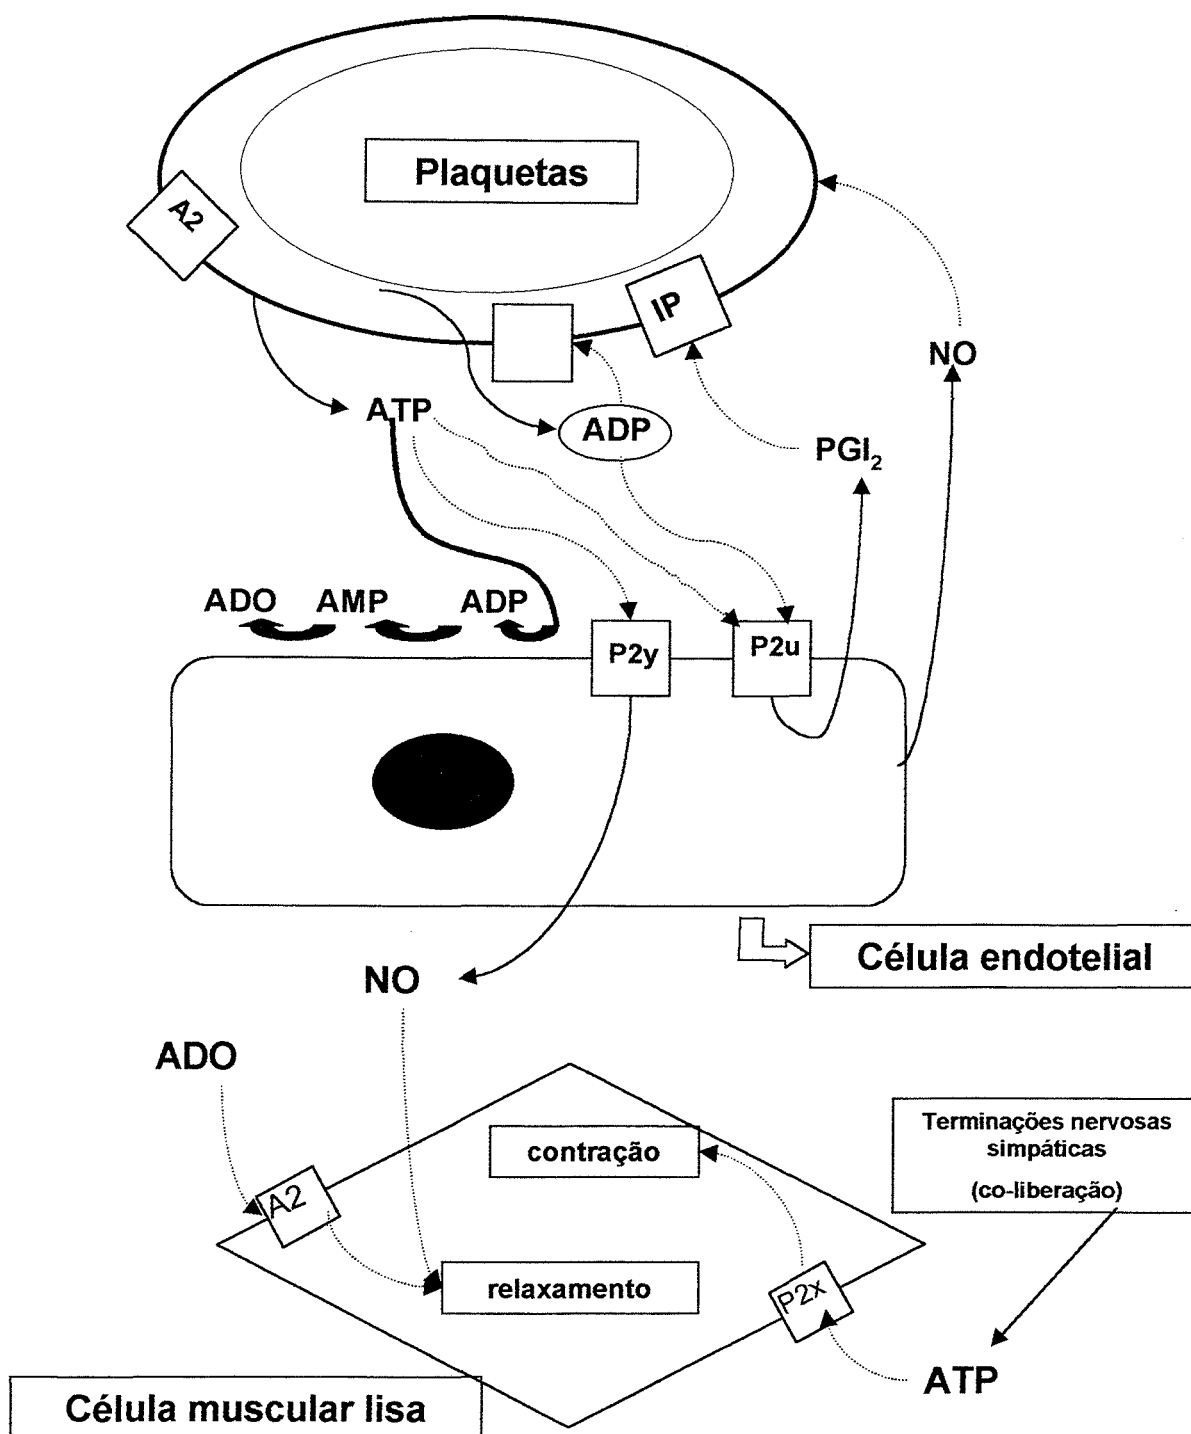 Plaquetas
A2
IP
NO
ATP
ADP
PGI₂
ADO
AMP
ADP
P2y
P2u
Célula endotelial
NO
ADO
Terminações nervosas
simpáticas
(co-liberação)
contração
A2
relaxamento
P2x
ATP
Célula muscular lisa